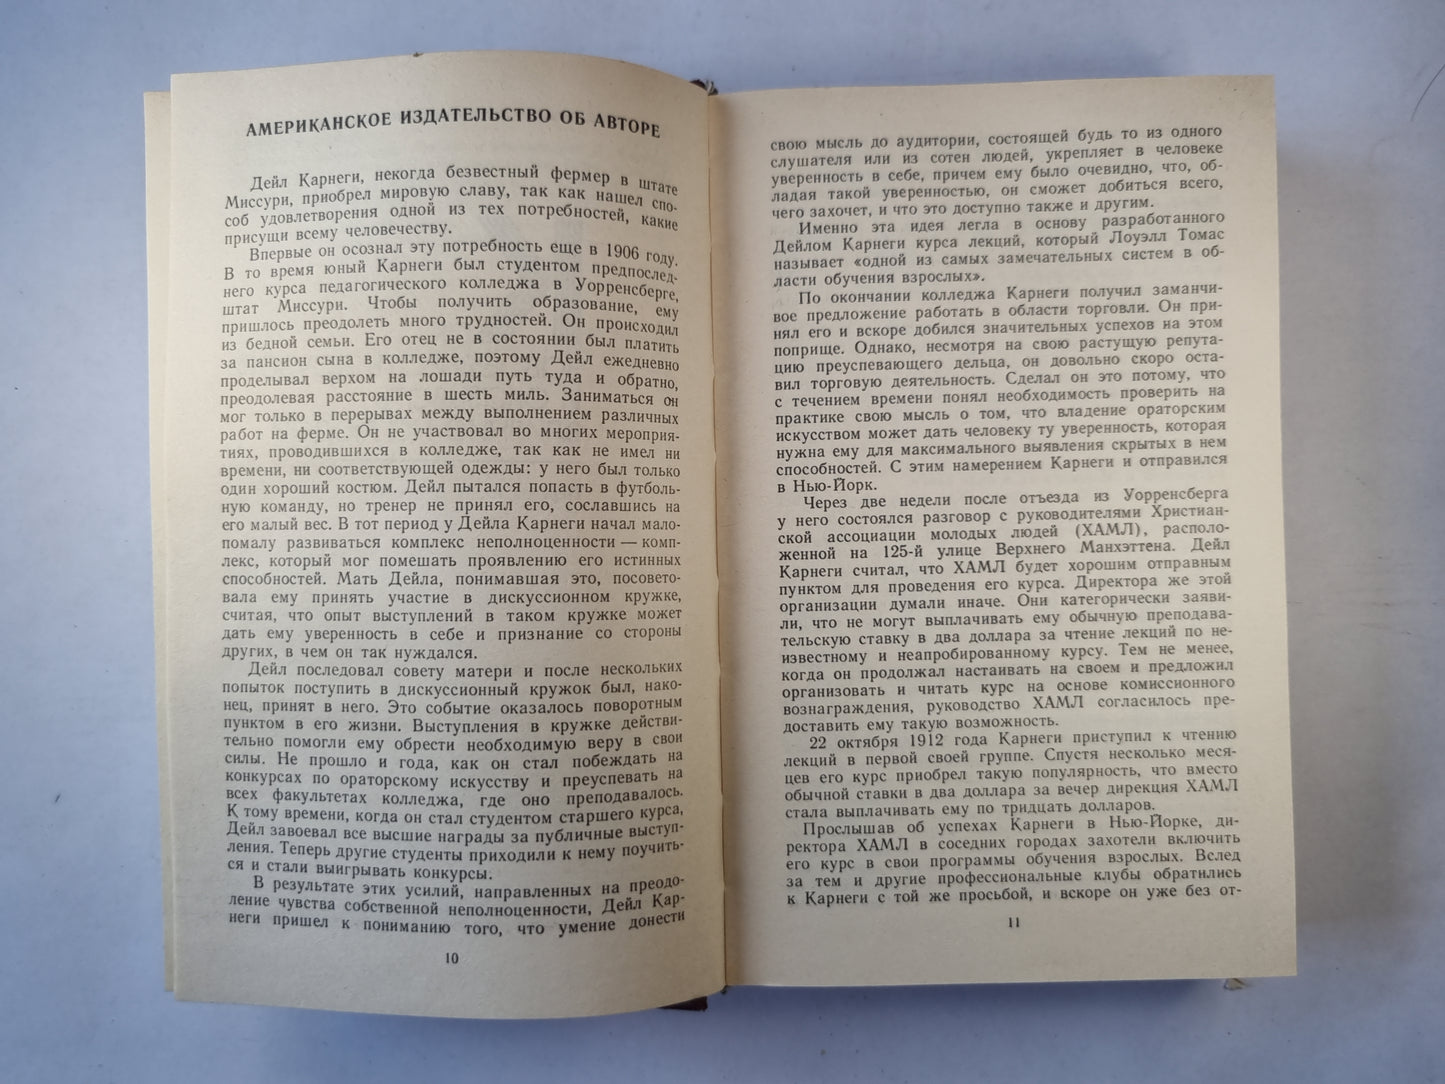 АМЕРИКАНСКОЕ ИЗДАТЕЛЬСТВО ОБ АВТОРЕ
Дейл Карнеги, некогда безвестный фермер в штате
Миссури, приобрел мировую славу, так как нашел спо-
соб удовлетворения одной из тех потребностей, какие
присущи всему человечеству.
Впервые он осознал эту потребность еще в 1906 году.
В то время юный Карнеги был студентом предпослед-
него курса педагогического колледжа в Уорренсберге,
штат Миссури. Чтобы получить образование, ему
пришлось преодолеть много трудностей. Он происходил
из бедной семьи. Его отец не в состоянии был платить
за пансион сына в колледже, поэтому Дейл ежедневно
проделывал верхом на лошади путь туда и обратно,
преодолевая расстояние в шесть миль. Заниматься он
мог только в перерывах между выполнением различных
работ на ферме. Он не участвовал во многих мероприя-
тиях, проводившихся в колледже, так как не имел ни
времени, ни соответствующей одежды: у него был только
один хороший костюм. Дейл пытался попасть в футболь-
ную команду, но тренер не принял его, сославшись на
его малый вес. В тот период у Дейла Карнеги начал мало-
помалу развиваться комплекс неполноценности — комп-
лекс, который мог помешать проявлению его истинных
способностей. Мать Дейла, понимавшая это, посовето-
вала ему принять участие в дискуссионном кружке,
считая, что опыт выступлений в таком кружке может
дать ему уверенность в себе и признание со стороны
других, в чем он так нуждался.
Дейл последовал совету матери и после нескольких
попыток поступить в дискуссионный кружок был, нако-
нец, принят в него. Это событие оказалось поворотным
пунктом в его жизни. Выступления в кружке действи-
тельно помогли ему обрести необходимую веру в свои
силы. Не прошло и года, как он стал побеждать на
конкурсах по ораторскому искусству и преуспевать на
всех факультетах колледжа, где оно преподавалось.
К тому времени, когда он стал студентом старшего курса,
Дейл завоевал все высшие награды за публичные выступ-
ления. Теперь другие студенты приходили к нему поучить-
ся и стали выигрывать конкурсы.
В результате этих усилий, направленных на преодо-
ление чувства собственной неполноценности, Дейл Кар-
неги пришел к пониманию того, что умение донести
10
свою мысль до аудитории, состоящей будь то из одного
слушателя или из сотен людей, укрепляет в человеке
уверенность в себе, причем ему было очевидно, что, об-
ладая такой уверенностью, он сможет добиться всего,
чего захочет, и что это доступно также и другим.
Именно эта идея легла в основу разработанного
Дейлом Карнеги курса лекций, который Лоуэлл Томас
называет «одной из самых замечательных систем в об-
ласти обучения взрослых».
По окончании колледжа Карнеги получил заманчи-
вое предложение работать в области торговли. Он при-
нял его и вскоре добился значительных успехов на этом
поприще. Однако, несмотря на свою растущую репута-
цию преуспевающего дельца, он довольно скоро оста-
вил торговую деятельность. Сделал он это потому, что
с течением времени понял необходимость проверить на
практике свою мысль о том, что владение ораторским
искусством может дать человеку ту уверенность, которая
нужна ему для максимального выявления скрытых в нем
способностей. С этим намерением Карнеги и отправился
в Нью-Йорк.
Через две недели после отъезда из Уорренсберга
у него состоялся разговор с руководителями Христиан-
ской ассоциации молодых людей (ХАМЛ), располо-
женной на 125-й улице Верхнего Манхэттена. Дейл
Карнеги считал, что ХАМЛ будет хорошим отправным
пунктом для проведения его курса. Директора же этой
организации думали иначе. Они категорически заяви-
ли, что не могут выплачивать ему обычную преподава-
тельскую ставку в два доллара за чтение лекций по не-
известному и неапробированному курсу. Тем не менее,
когда он продолжал настаивать на своем и предложил
организовать и читать курс на основе комиссионного
вознаграждения, руководство ХАМЛ согласилось пре-
доставить ему такую возможность.
22 октября 1912 года Карнеги приступил к чтению
лекций в первой своей группе. Спустя несколько меся-
цев его курс приобрел такую популярность, что вместо
обычной ставки в два доллара за вечер дирекция ХАМЛ
стала выплачивать ему по тридцать долларов.
Прослышав об успехах Карнеги в Нью-Йорке, ди-
ректора ХАМЛ в соседних городах захотели включить
его курс в свои программы обучения взрослых. Вслед
за тем и другие профессиональные клубы обратились
к Карнеги с той же просьбой, и вскоре он уже без от-
11